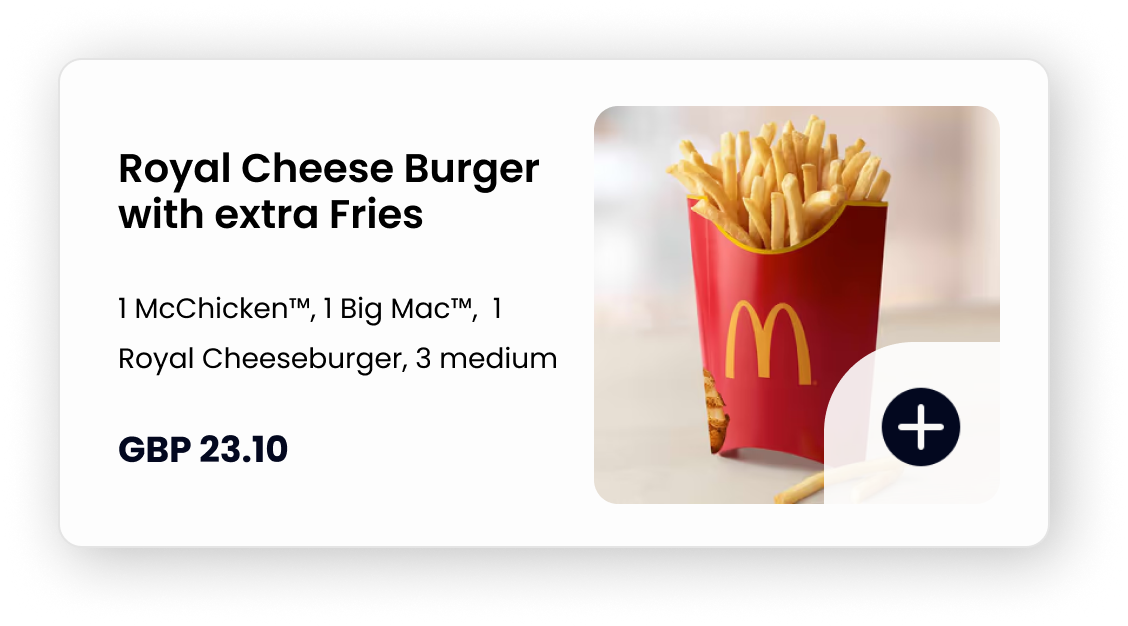 Royal Cheese Burger
with extra Fries
1 McChicken™, 1 Big Mac™,  1
Royal Cheeseburger, 3 medium
GBP 23.10